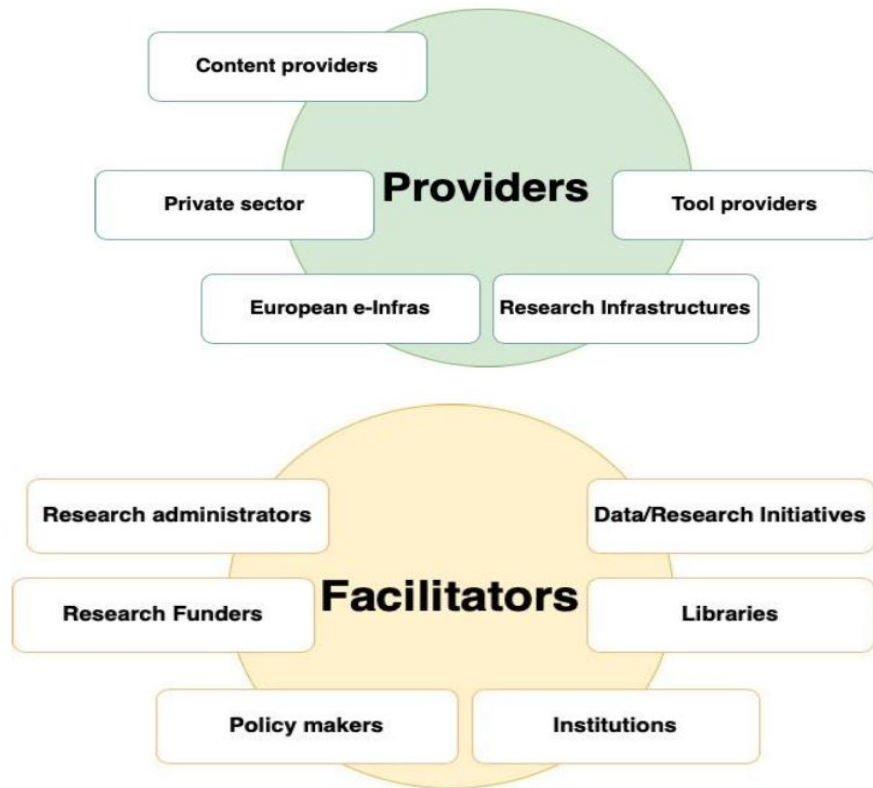 Content providers
Providers
Private sector
Tool providers
European e-Infras
Research Infrastructures
Research administrators
Data/Research Initiatives
Facilitators
Research Funders
Libraries
Policy makers
Institutions